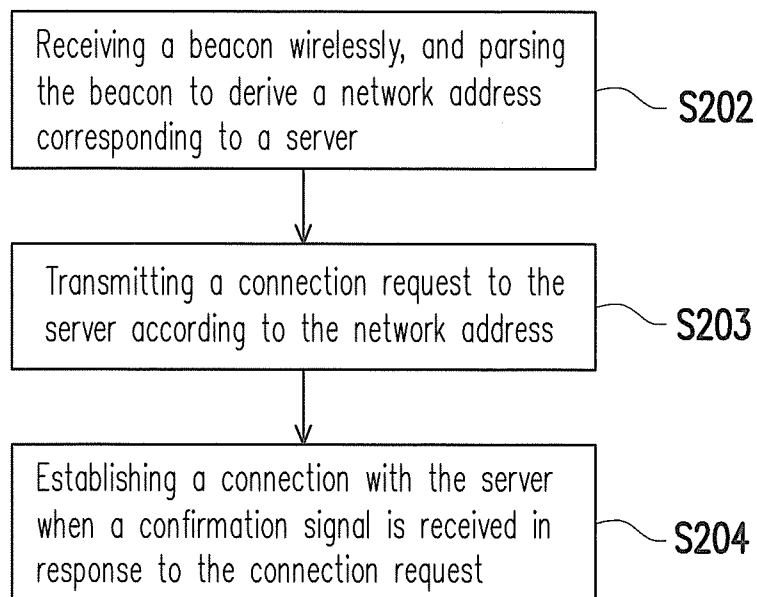 Receiving a beacon wirelessly, and parsing
the beacon to derive a network address
corresponding to a server
S202
Transmitting a connection request to the
server according to the network address
S203
Establishing a connection with the server
when a confirmation signal is received in
response to the connection request
S204